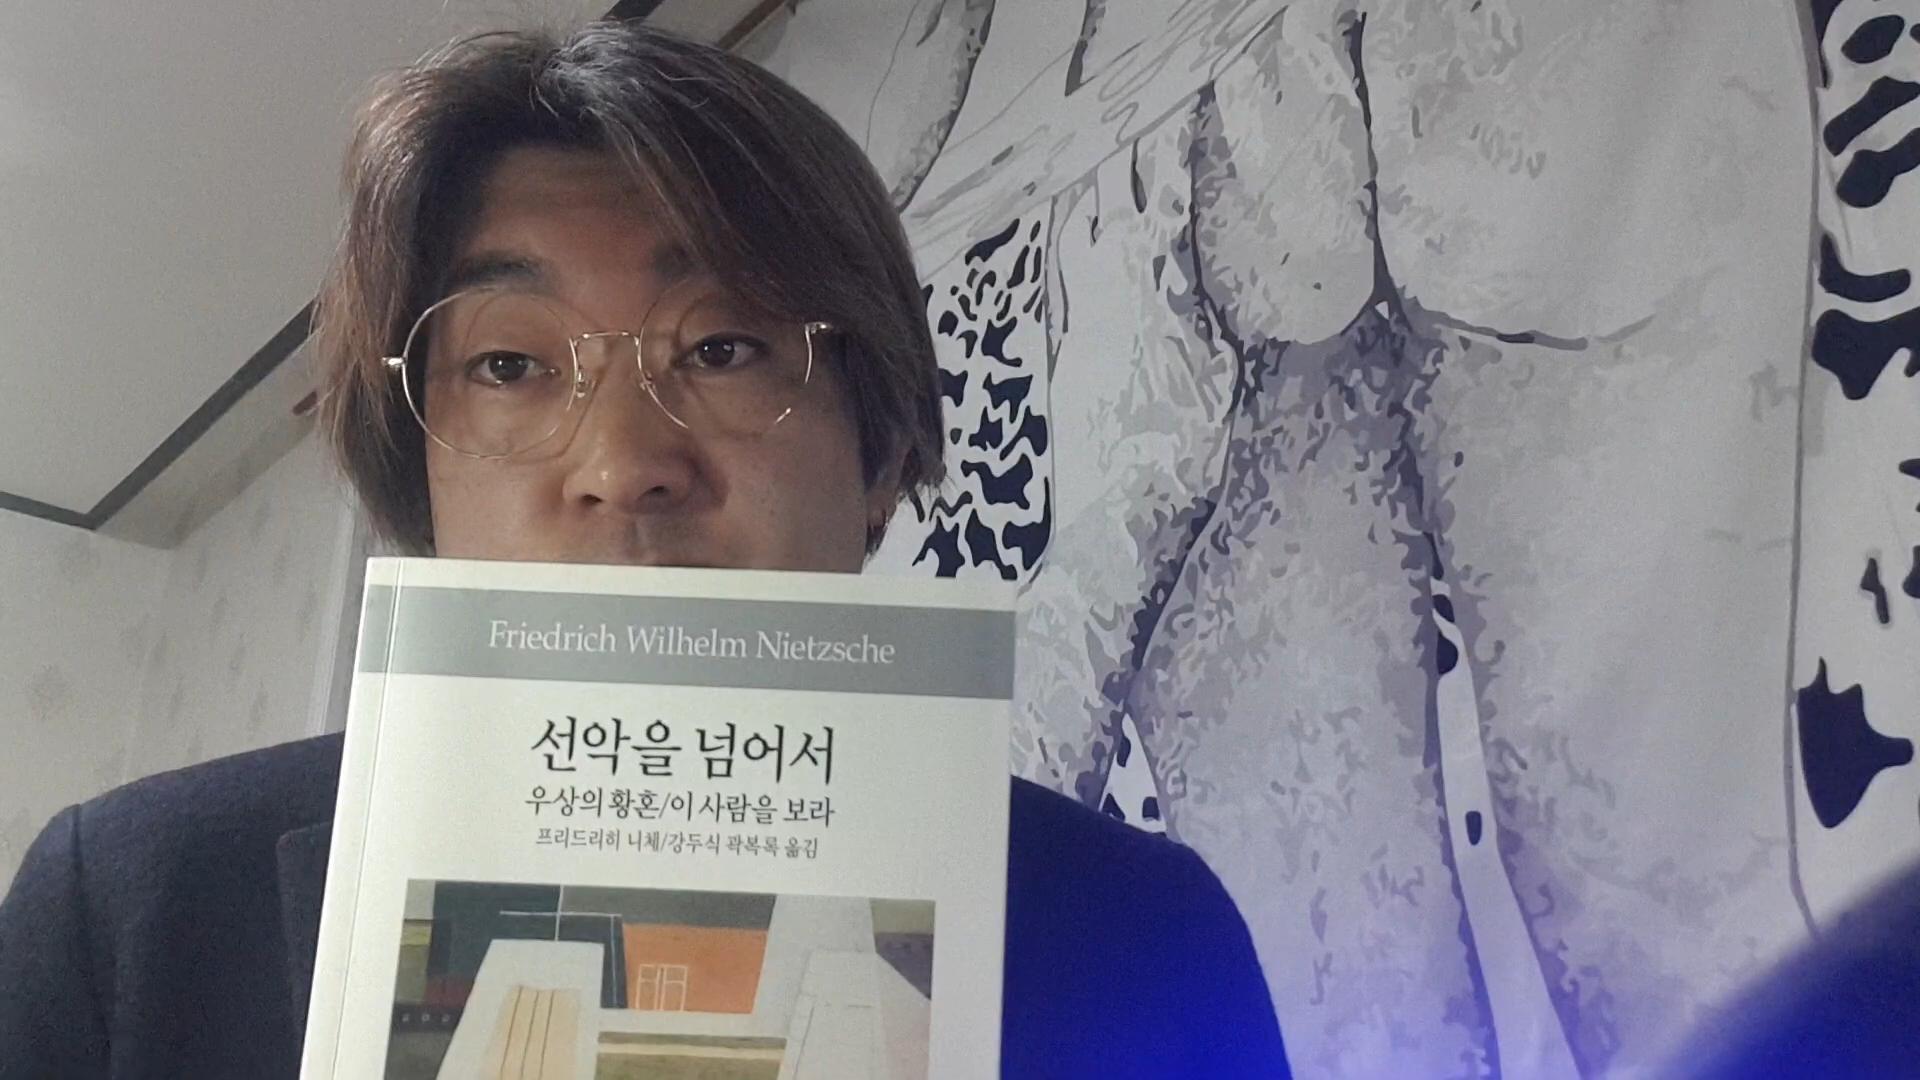 Friedrich Wilhelm Nietzsche
선악을 넘어서
우상의 황혼/이 사람을 보라
프리드리히 니체/강두식 곽복록 옮김